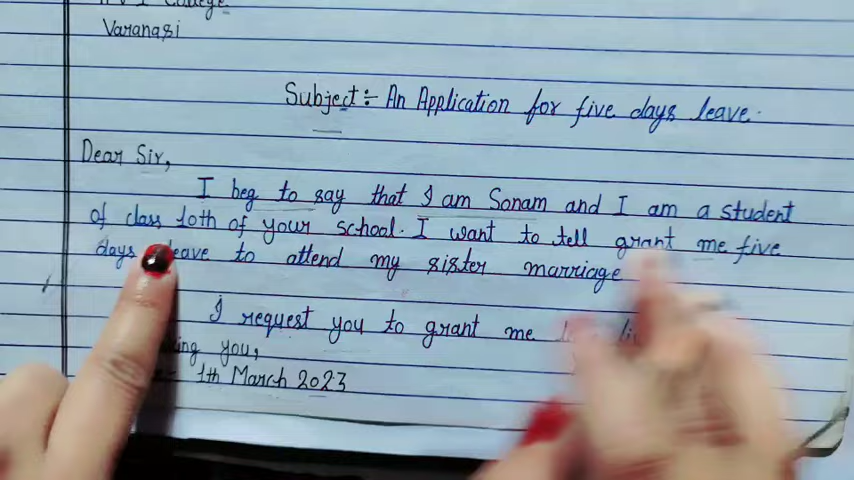 College
Varanasi
Subject:- An Application for five days leave.
Dear Sir,
I beg to say that I am Sonam and I am a student
of class 10th of your school. I want to tell grant me five
days leave to attend my sister marriage
I request you to grant me
you,
1th March 2023